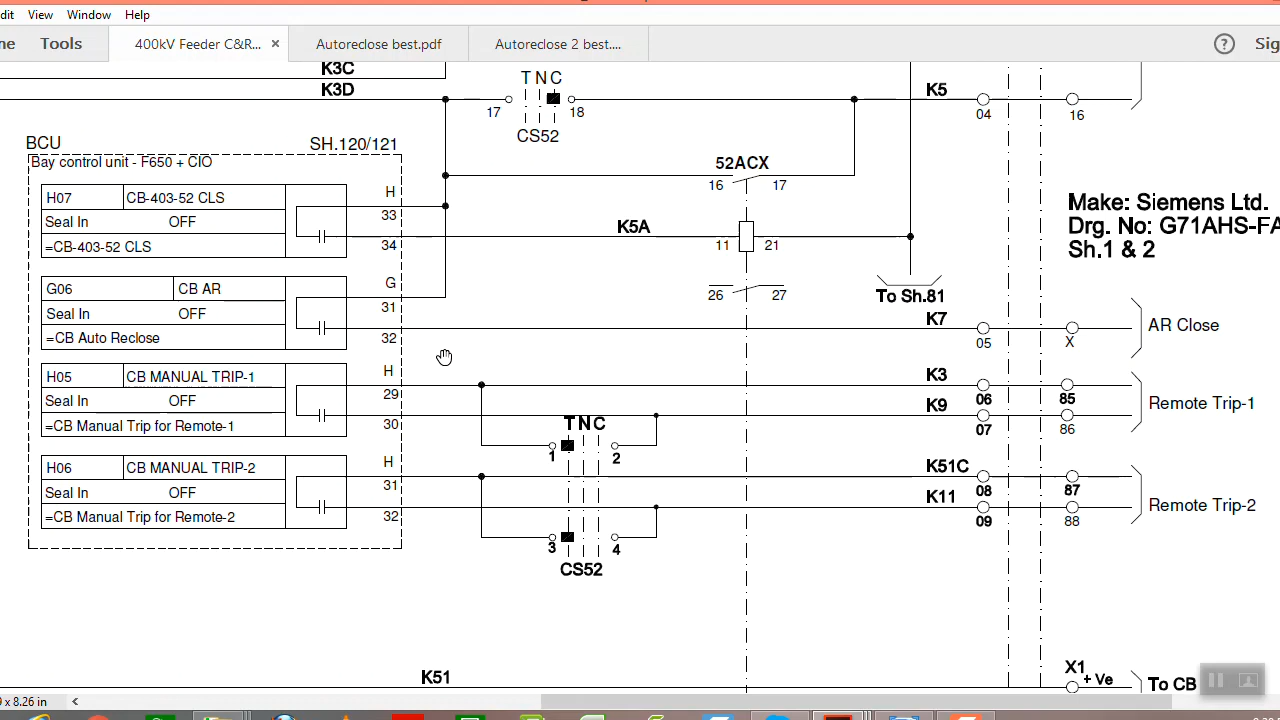 dit View Window Help
ne Tools 400kV Feeder C&R... × Autoreclose best.pdf Autoreclose 2 best.... ? Sig
K3C
K3D
T N C
17 18
CS52
K5
04 16
BCU SH.120/121
Bay control unit - F650 + CIO
52ACX
16 17
H07 CB-403-52 CLS
Seal In OFF
=CB-403-52 CLS
H
33
34
K5A
11 21
Make: Siemens Ltd.
Drg. No: G71AHS-FA
Sh.1 & 2
26 27
To Sh.81
G06 CB AR
Seal In OFF
=CB Auto Reclose
G
31
32
K7
05 X
AR Close
H05 CB MANUAL TRIP-1
Seal In OFF
=CB Manual Trip for Remote-1
H
29
30
K3
06 85
K9
07 86
Remote Trip-1
T N C
1 2
H06 CB MANUAL TRIP-2
Seal In OFF
=CB Manual Trip for Remote-2
H
31
32
K51C
08 87
K11
09 88
Remote Trip-2
3 4
CS52
K51
X1
+ Ve
To CB
x 8.26 in <